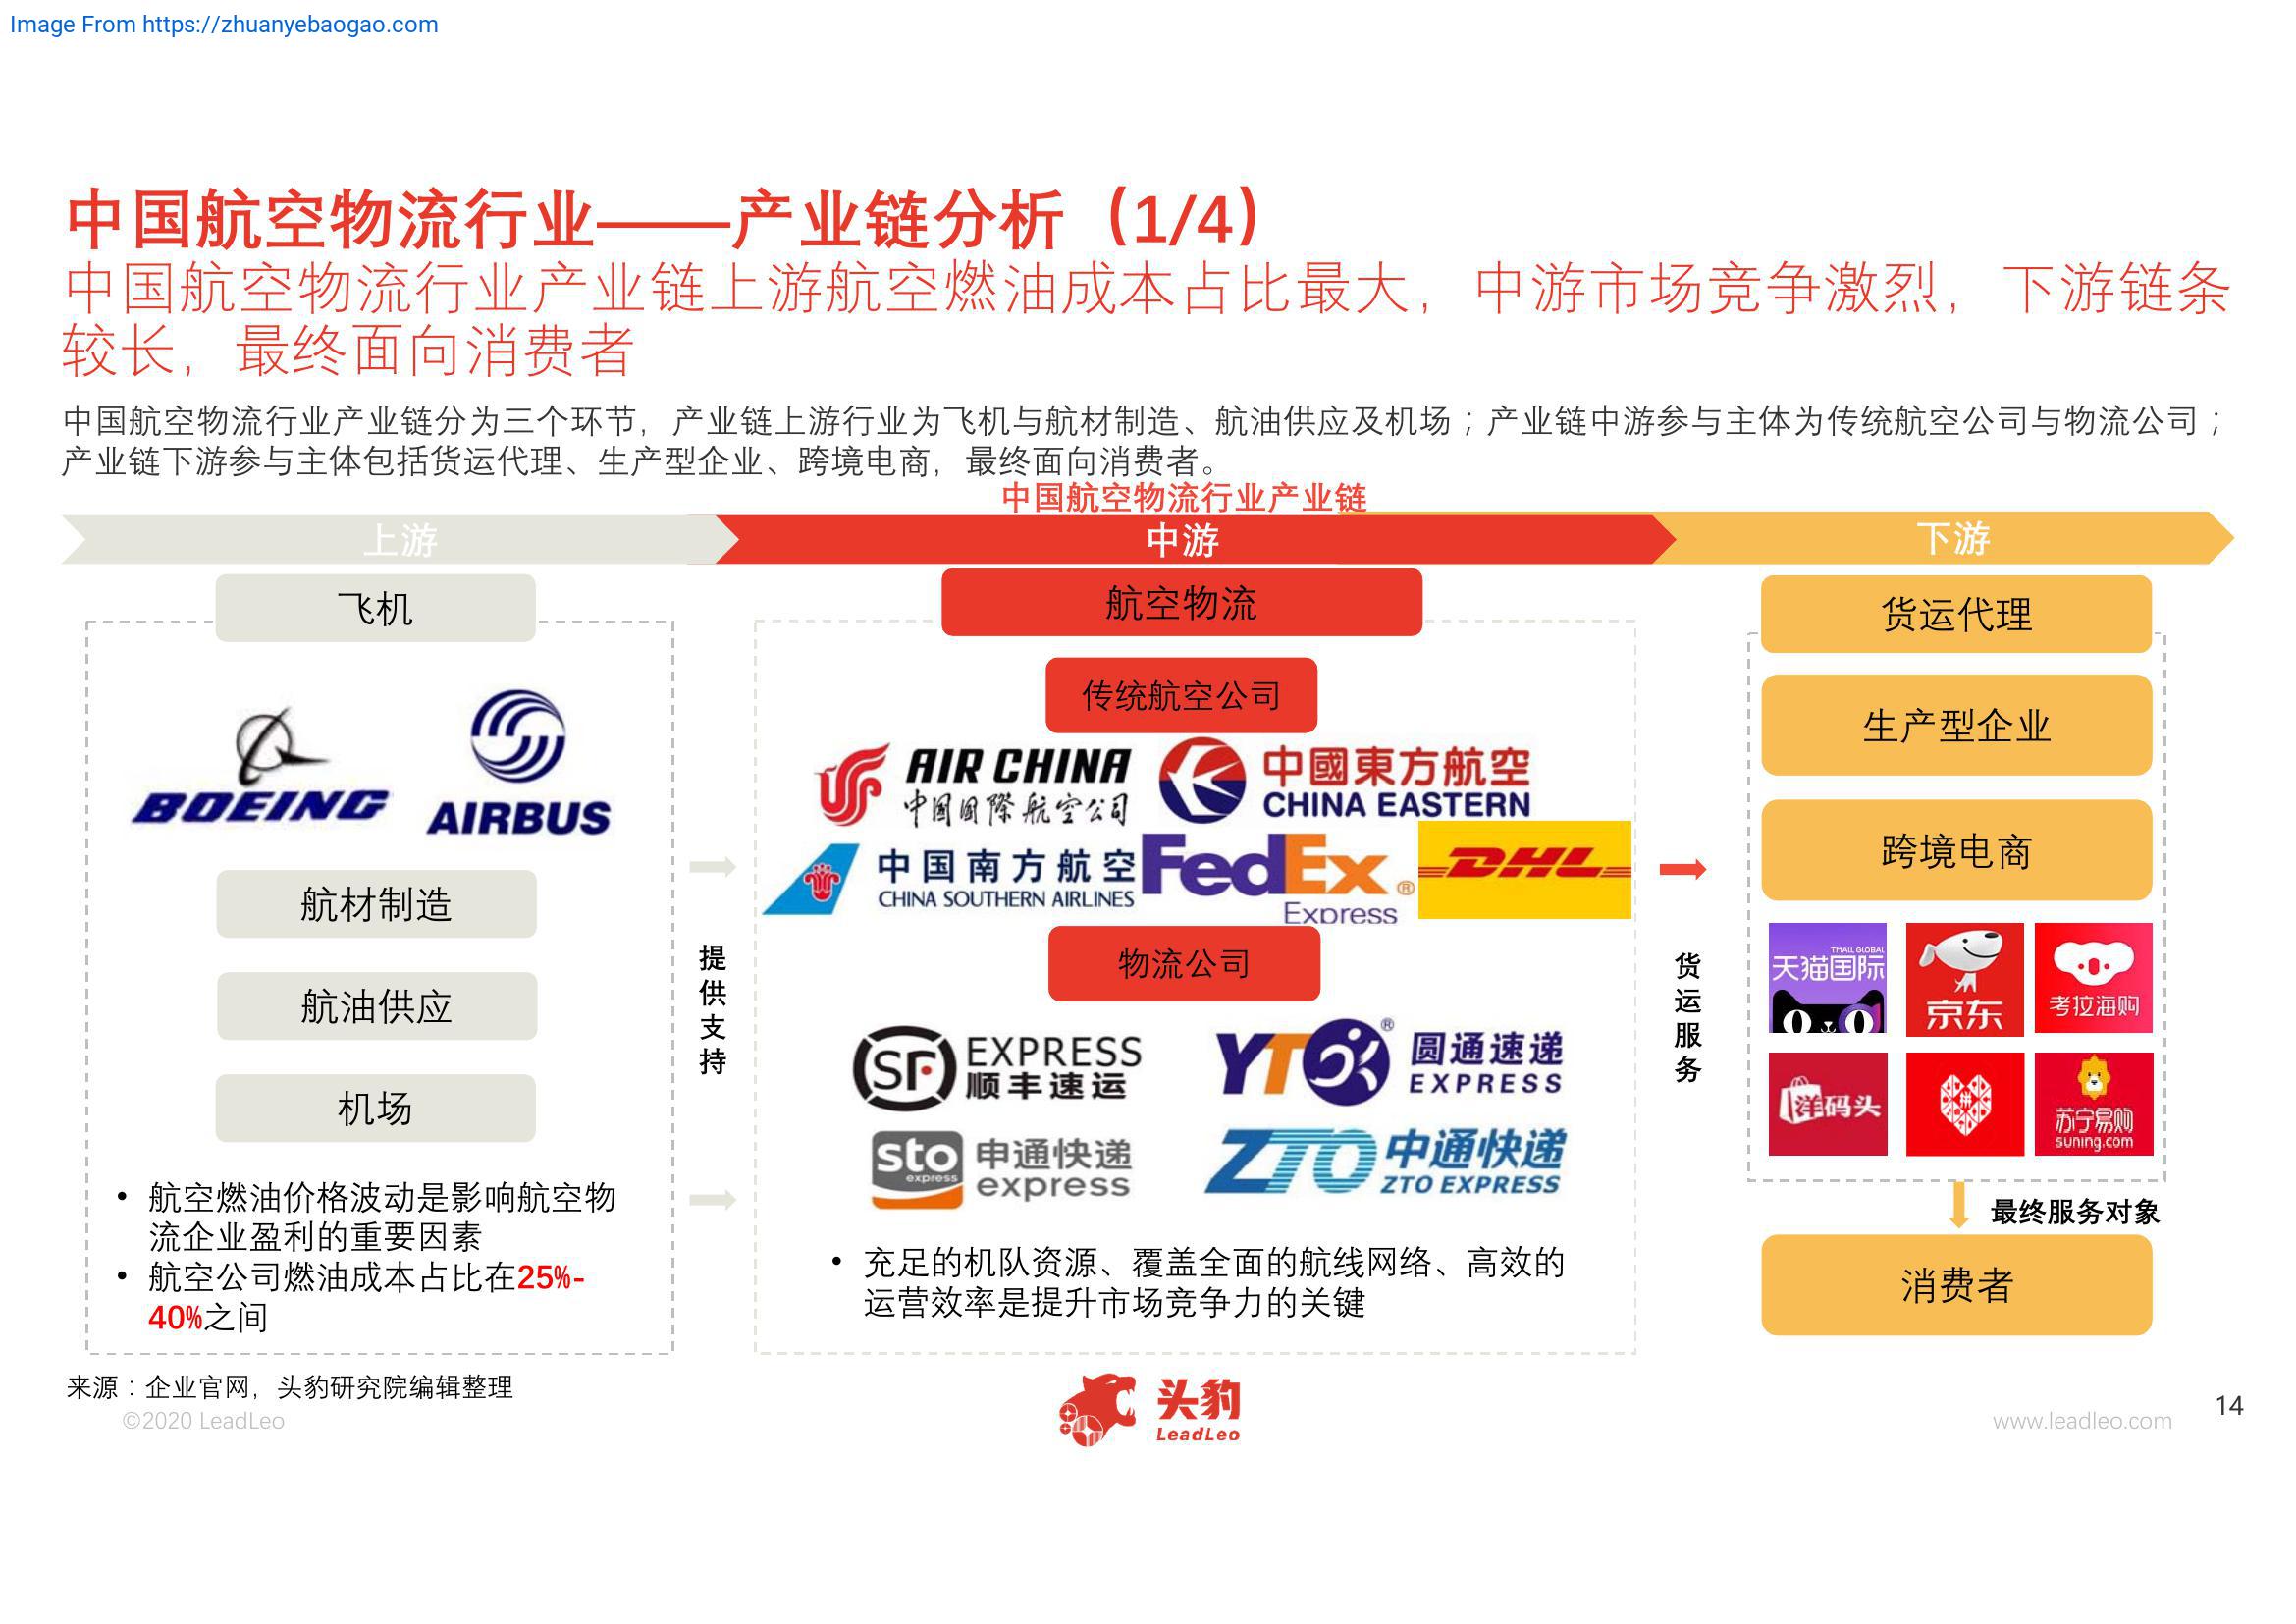 Image From https://zhuanyebaogao.com
中国航空物流行业——产业链分析（1/4）
中国航空物流行业产业链上游航空燃油成本占比最大，中游市场竞争激烈，下游链条
较长，最终面向消费者
中国航空物流行业产业链分为三个环节，产业链上游行业为飞机与航材制造、航油供应及机场；产业链中游参与主体为传统航空公司与物流公司；
产业链下游参与主体包括货运代理、生产型企业、跨境电商，最终面向消费者。
中国航空物流行业产业链
上游
中游
下游
飞机
BOEING
AIRBUS
航材制造
航油供应
机场
• 航空燃油价格波动是影响航空物
流企业盈利的重要因素
• 航空公司燃油成本占比在25%-
40%之间
提供支持
航空物流
传统航空公司
AIR CHINA
中国国際航空公司
中國東方航空
CHINA EASTERN
中国南方航空
CHINA SOUTHERN AIRLINES
FedEx®
Express
DHL
物流公司
SF EXPRESS
顺丰速运
YTO®
圆通速递
EXPRESS
sto express
申通快递
express
ZTO
中通快递
ZTO EXPRESS
• 充足的机队资源、覆盖全面的航线网络、高效的
运营效率是提升市场竞争力的关键
货运服务
货运代理
生产型企业
跨境电商
TMALL GLOBAL
天猫国际
京东
考拉海购
洋码头
拼
苏宁易购
suning.com
最终服务对象
消费者
来源：企业官网，头豹研究院编辑整理
©2020 LeadLeo
头豹
LeadLeo
www.leadleo.com
14